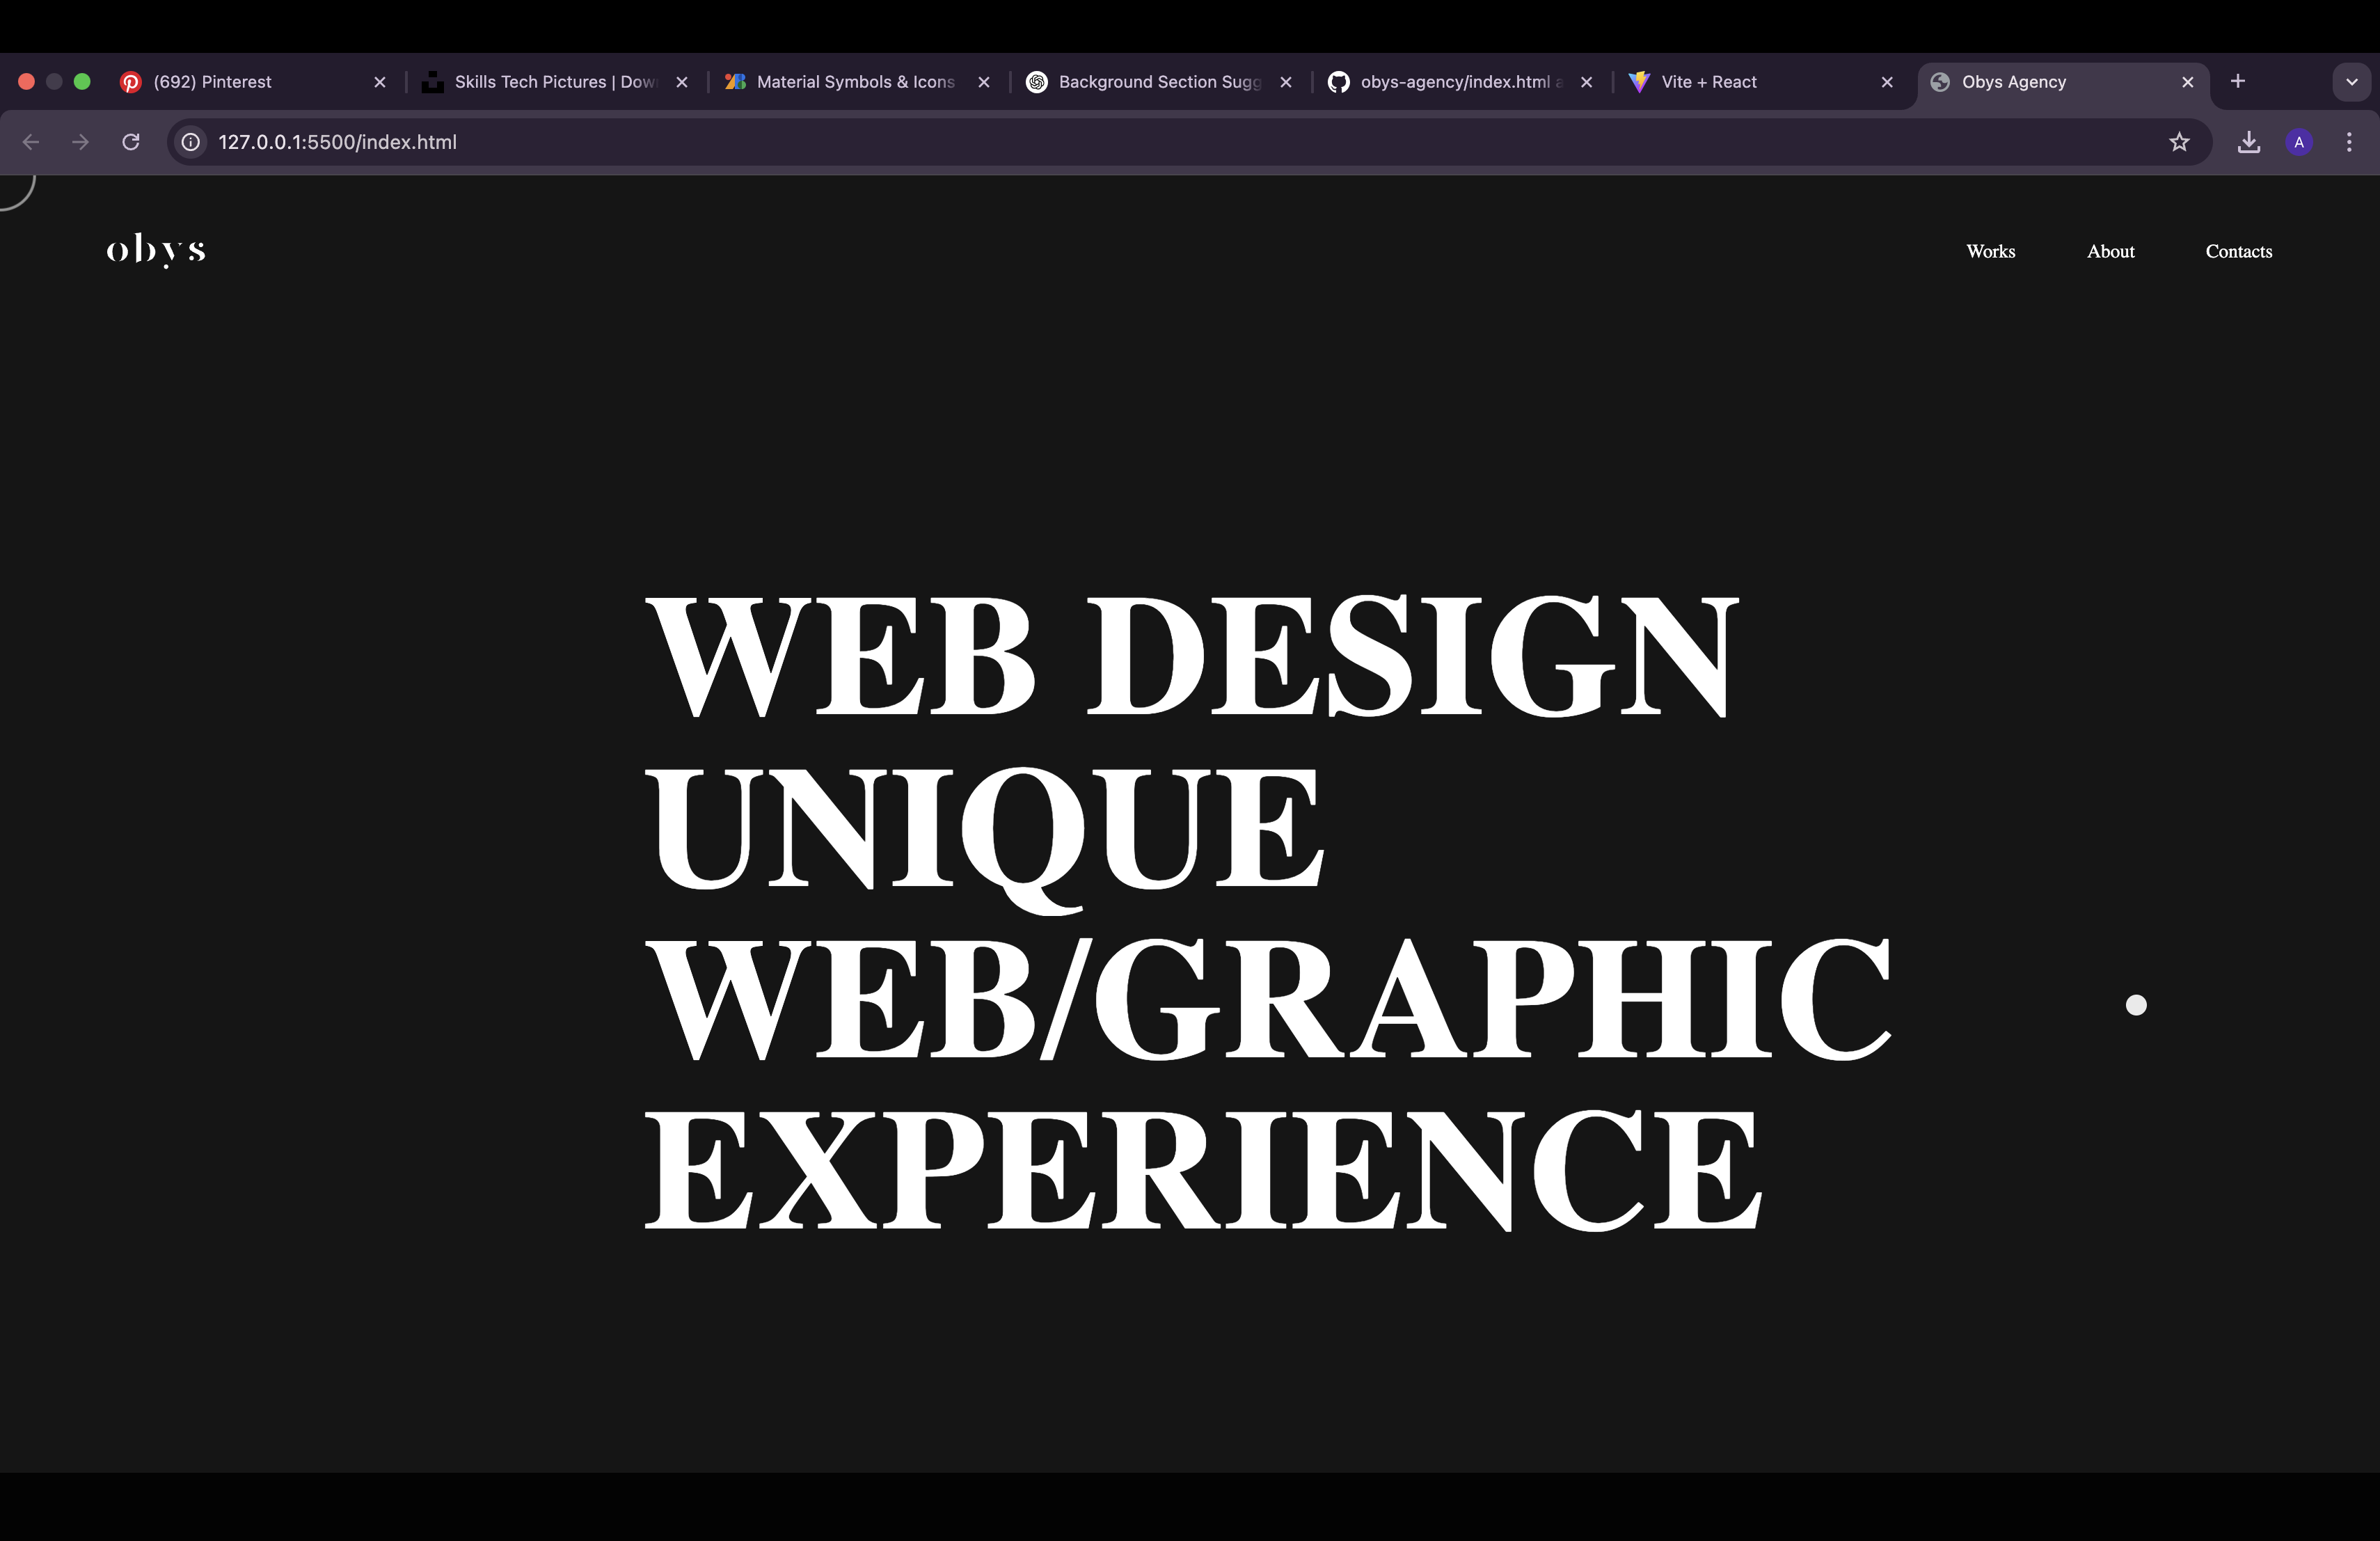 (692) Pinterest
Skills Tech Pictures | Dow
Material Symbols & Icons
Background Section Sugg
obys-agency/index.html a
Vite + React
Obys Agency
127.0.0.1:5500/index.html
A
obys
Works
About
Contacts
WEB DESIGN
UNIQUE
WEB/GRAPHIC
EXPERIENCE